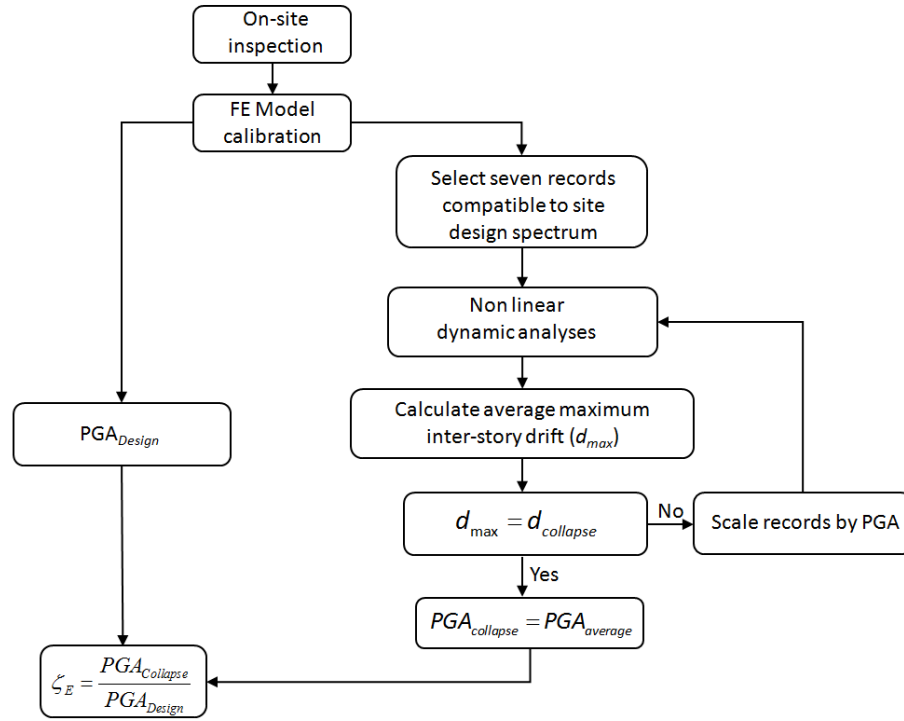 On-site
inspection
FE Model
calibration
Select seven records
compatible to site
design spectrum
Non linear
dynamic analyses
Calculate average maximum
inter-story drift (d_max)
PGA_Design
d_max = d_collapse
No
Scale records by PGA
Yes
PGA_collapse = PGA_average
ζ_E = PGA_Collapse / PGA_Design